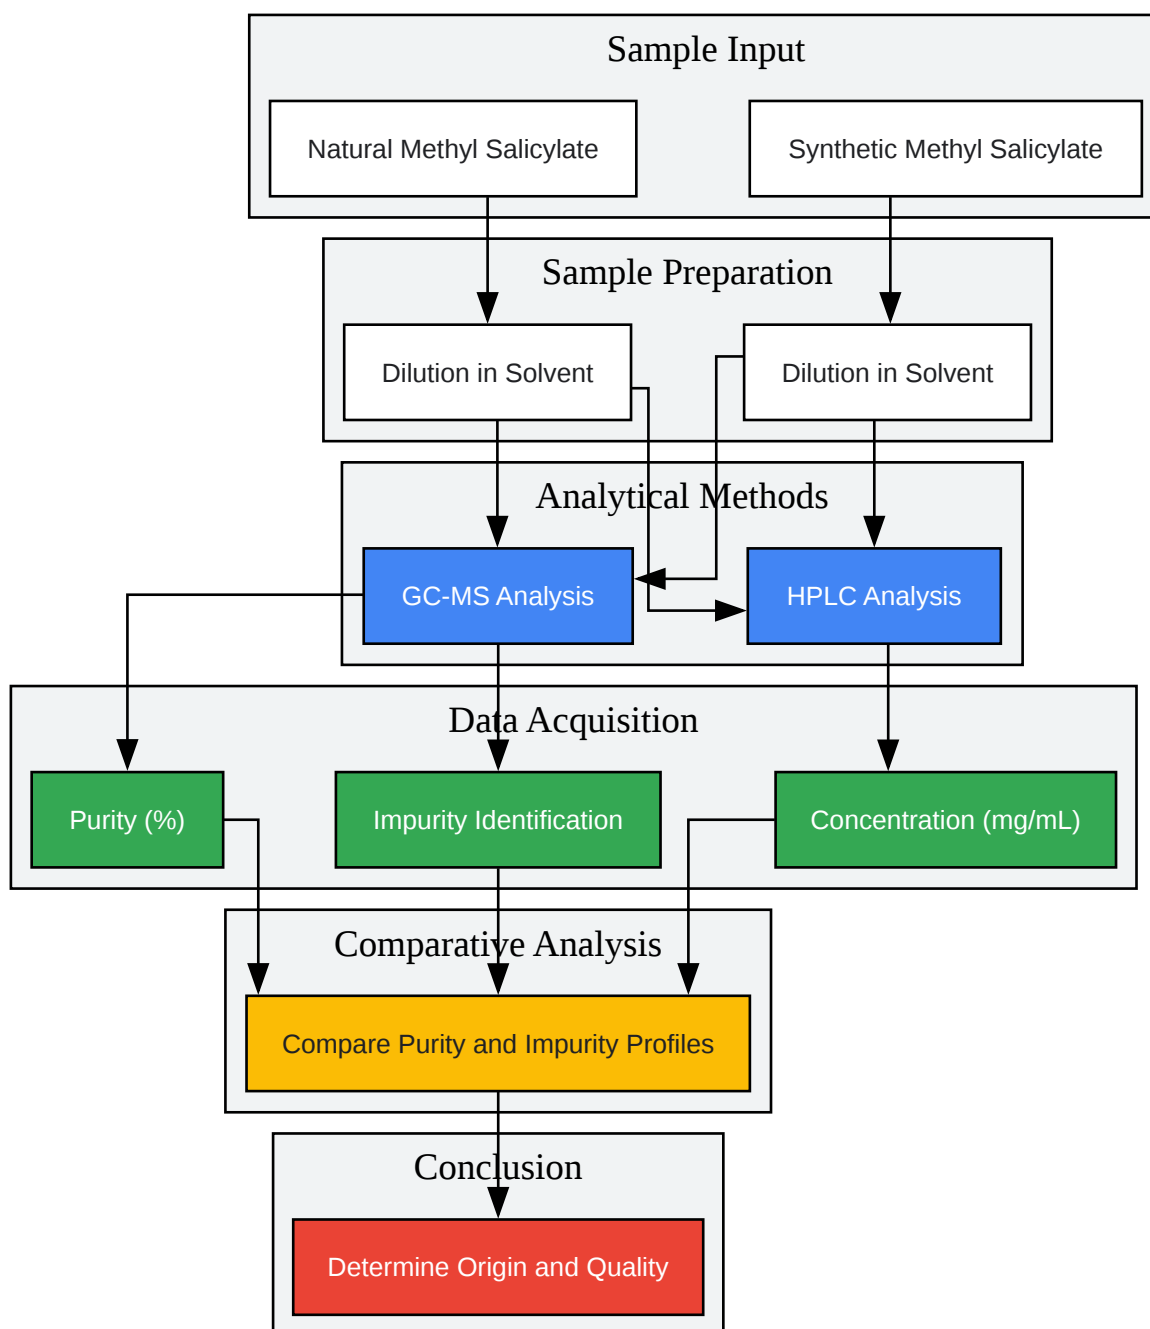 Sample Input
Natural Methyl Salicylate
Synthetic Methyl Salicylate
Sample Preparation
Dilution in Solvent
Dilution in Solvent
Analytical Methods
GC-MS Analysis
HPLC Analysis
Data Acquisition
Purity (%)
Impurity Identification
Concentration (mg/mL)
Comparative Analysis
Compare Purity and Impurity Profiles
Conclusion
Determine Origin and Quality